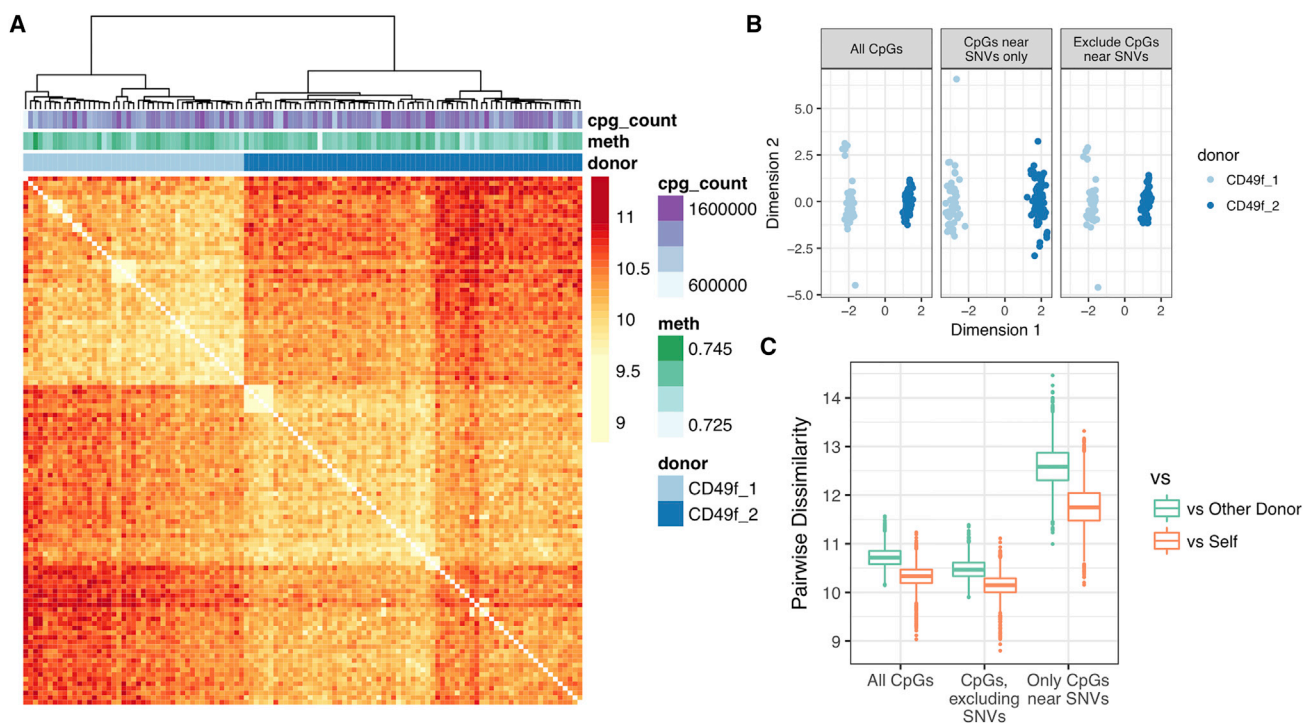 A
cpg_count
meth
donor
11
10.5
10
9.5
9
cpg_count
1600000
600000
meth
0.745
0.725
donor
CD49f_1
CD49f_2
B
All CpGs
CpGs near
SNVs only
Exclude CpGs
near SNVs
Dimension 2
5.0
2.5
0.0
−2.5
−5.0
−2 0 2 −2 0 2 −2 0 2
Dimension 1
donor
CD49f_1
CD49f_2
C
Pairwise Dissimilarity
14
13
12
11
10
9
All CpGs
CpGs,
excluding
SNVs
Only CpGs
near SNVs
vs
vs Other Donor
vs Self